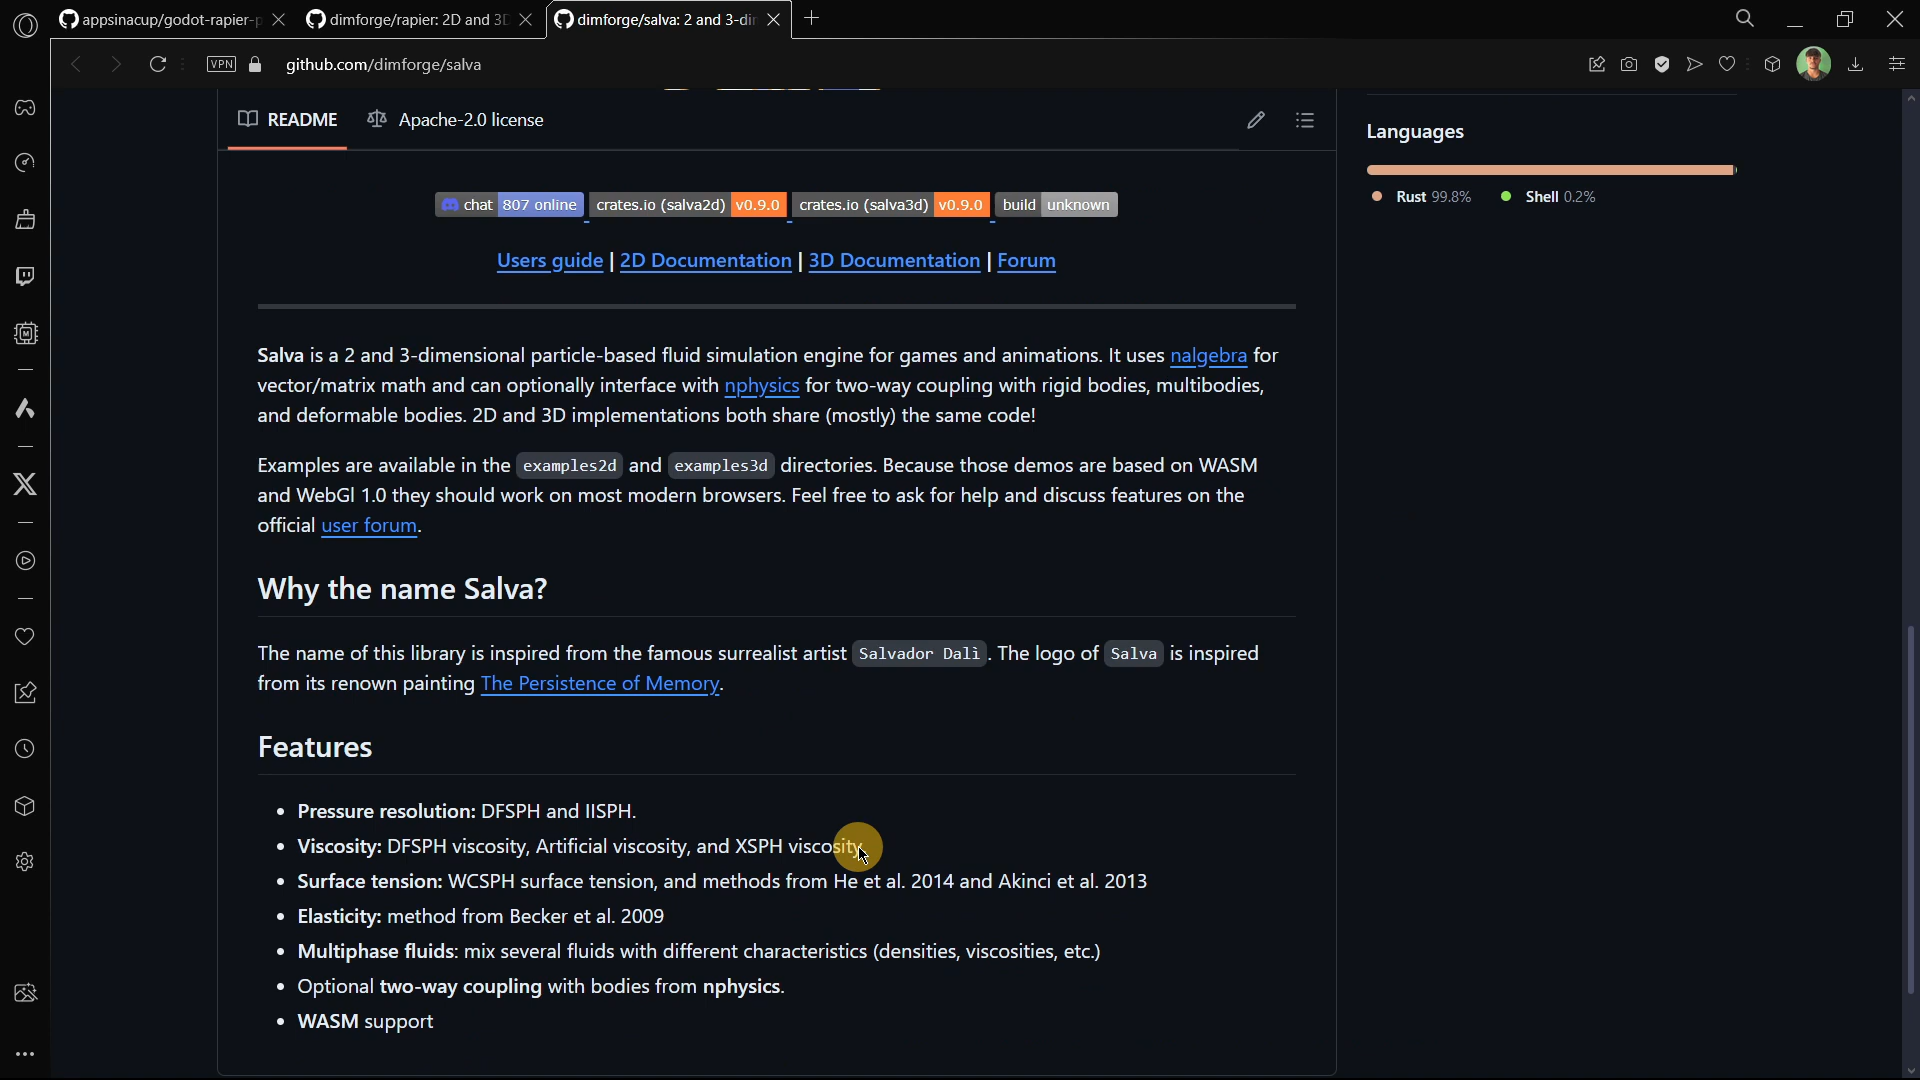 appsinacup/godot-rapier-p
dimforge/rapier: 2D and 3D
dimforge/salva: 2 and 3-dir
VPN
github.com/dimforge/salva
README
Apache-2.0 license
chat 807 online
crates.io (salva2d) v0.9.0
crates.io (salva3d) v0.9.0
build unknown
Users guide | 2D Documentation | 3D Documentation | Forum
Salva is a 2 and 3-dimensional particle-based fluid simulation engine for games and animations. It uses nalgebra for
vector/matrix math and can optionally interface with nphysics for two-way coupling with rigid bodies, multibodies,
and deformable bodies. 2D and 3D implementations both share (mostly) the same code!
Examples are available in the examples2d and examples3d directories. Because those demos are based on WASM
and WebGl 1.0 they should work on most modern browsers. Feel free to ask for help and discuss features on the
official user forum.
Why the name Salva?
The name of this library is inspired from the famous surrealist artist Salvador Dalì. The logo of Salva is inspired
from its renown painting The Persistence of Memory.
Features
• Pressure resolution: DFSPH and IISPH.
• Viscosity: DFSPH viscosity, Artificial viscosity, and XSPH viscosity.
• Surface tension: WCSPH surface tension, and methods from He et al. 2014 and Akinci et al. 2013
• Elasticity: method from Becker et al. 2009
• Multiphase fluids: mix several fluids with different characteristics (densities, viscosities, etc.)
• Optional two-way coupling with bodies from nphysics.
• WASM support
Languages
Rust 99.8%
Shell 0.2%